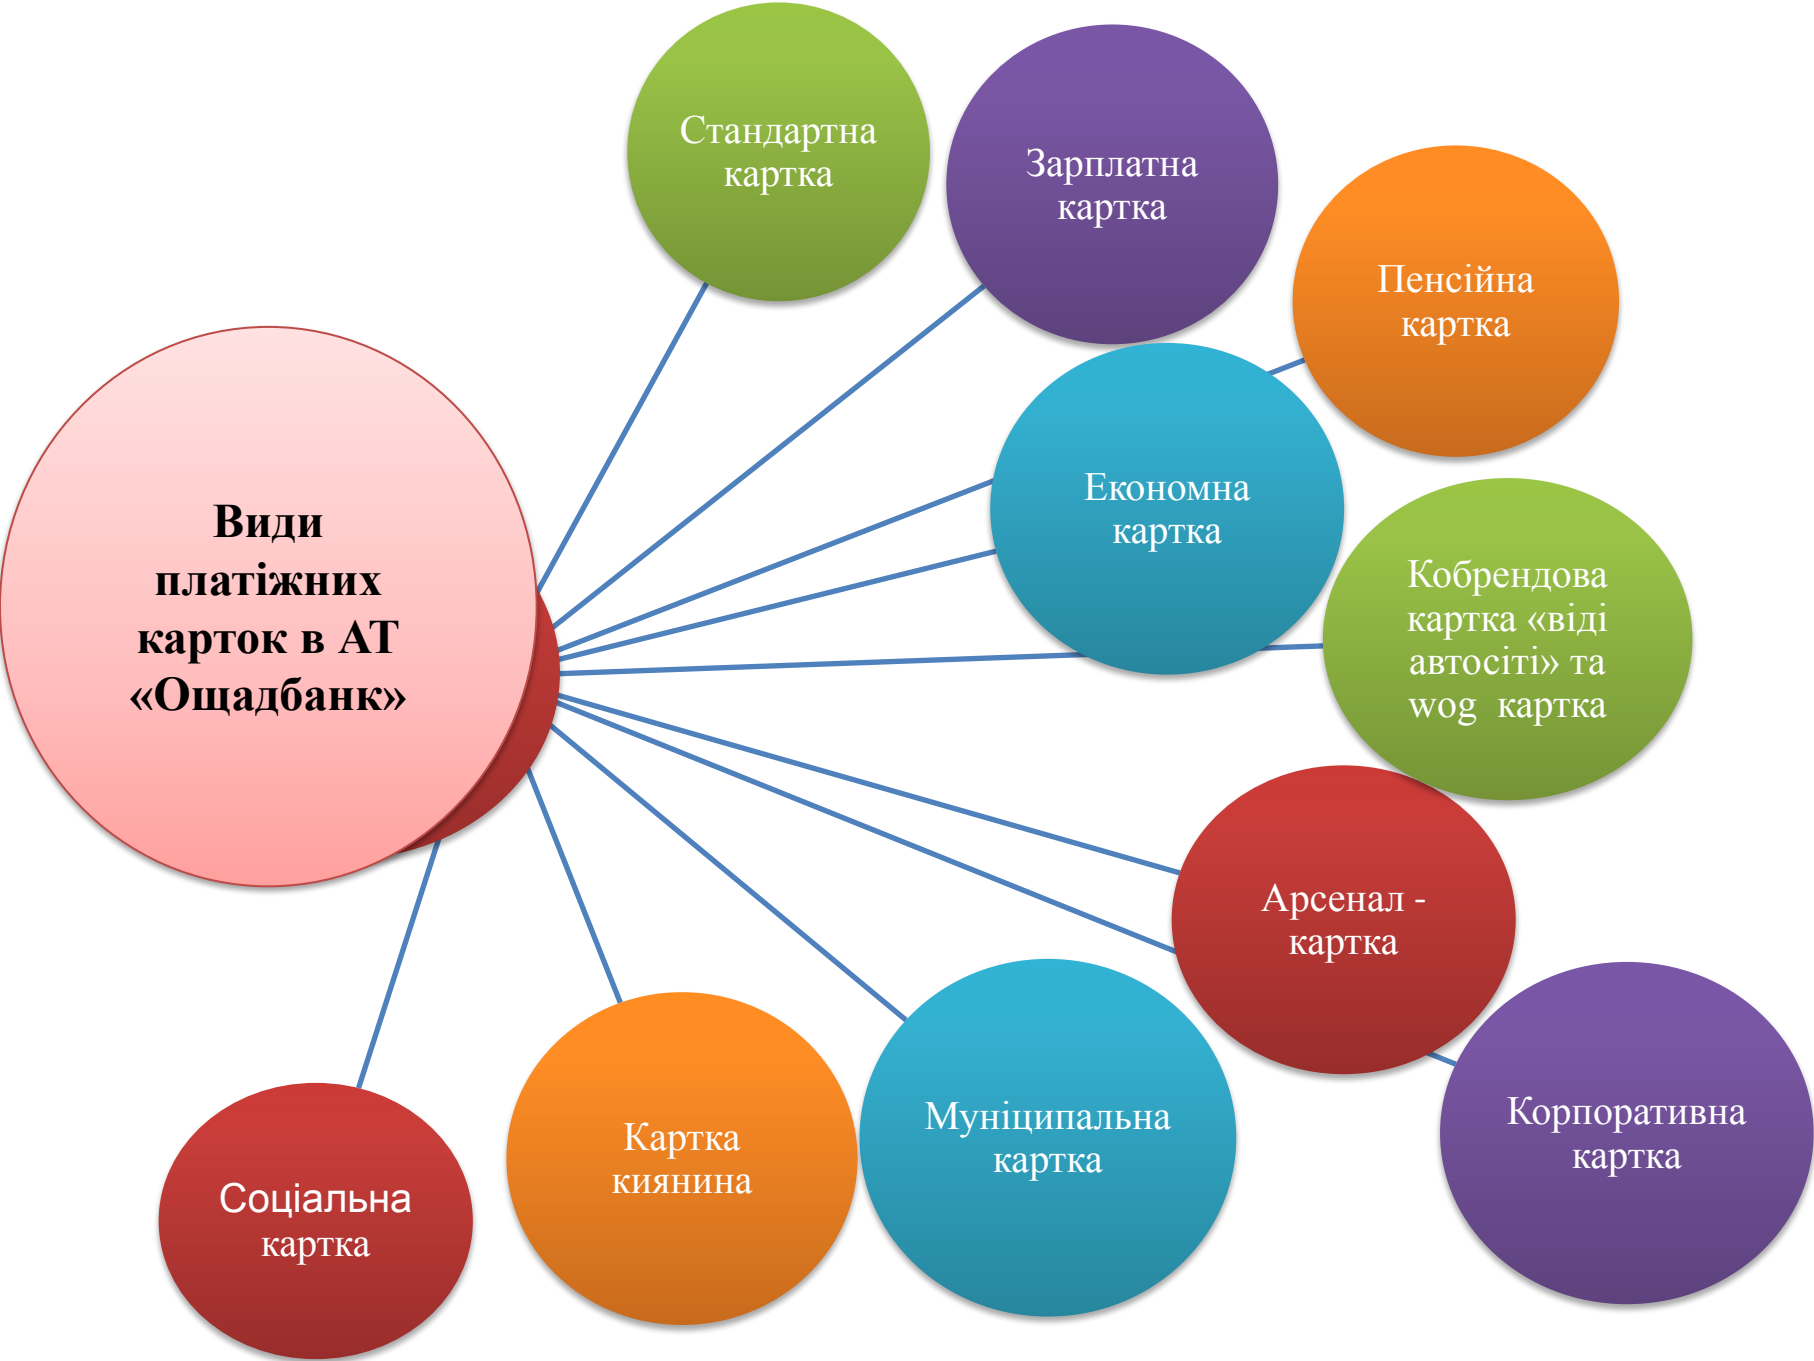 Види
платіжних
карток в АТ
«Ощадбанк»
Стандартна
картка
Зарплатна
картка
Пенсійна
картка
Економна
картка
Кобрендова
картка «віді
автосіті» та
wog картка
Арсенал -
картка
Корпоративна
картка
Муніципальна
картка
Картка
киянина
Соціальна
картка